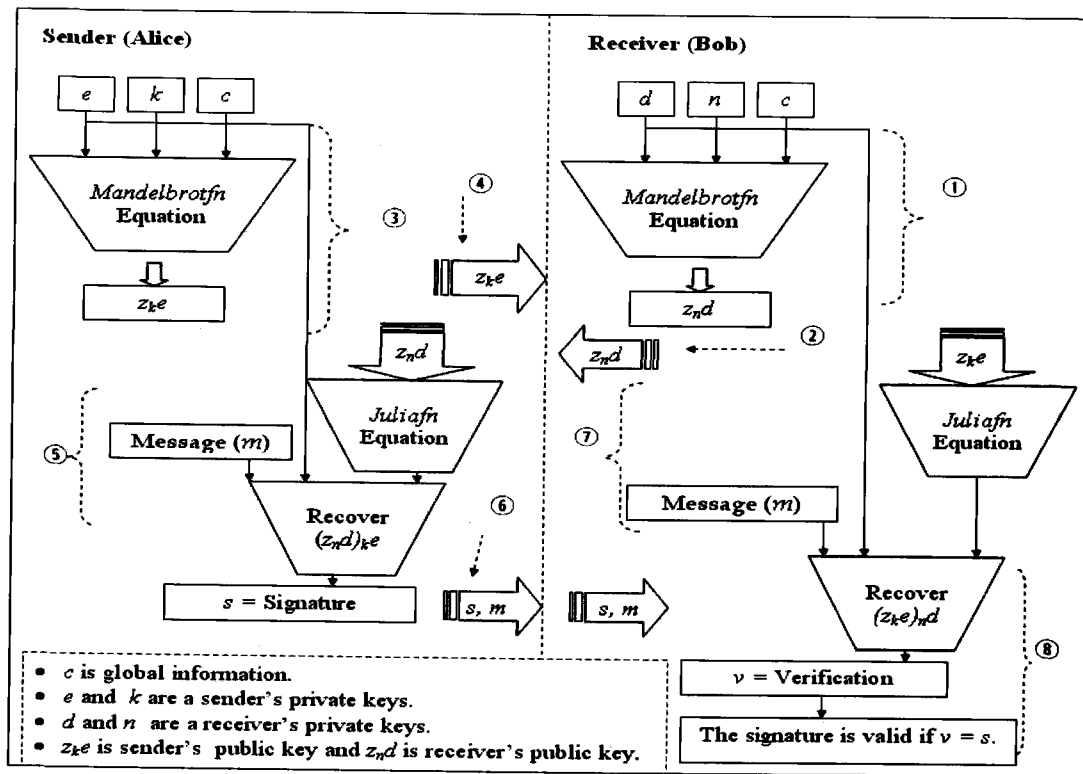 Sender (Alice)
e
k
c
Mandelbrotfn
Equation
zₖe
③
④
zₖe
zₙd
Juliafn
Equation
⑤
Message (m)
Recover
(zₙd)ₖe
s = Signature
⑥
s, m
Receiver (Bob)
d
n
c
Mandelbrotfn
Equation
①
zₙd
②
zₙd
zₖe
Juliafn
Equation
⑦
Message (m)
s, m
Recover
(zₖe)ₙd
⑧
v = Verification
The signature is valid if v = s.
• c is global information.
• e and k are a sender's private keys.
• d and n are a receiver's private keys.
• zₖe is sender's public key and zₙd is receiver's public key.